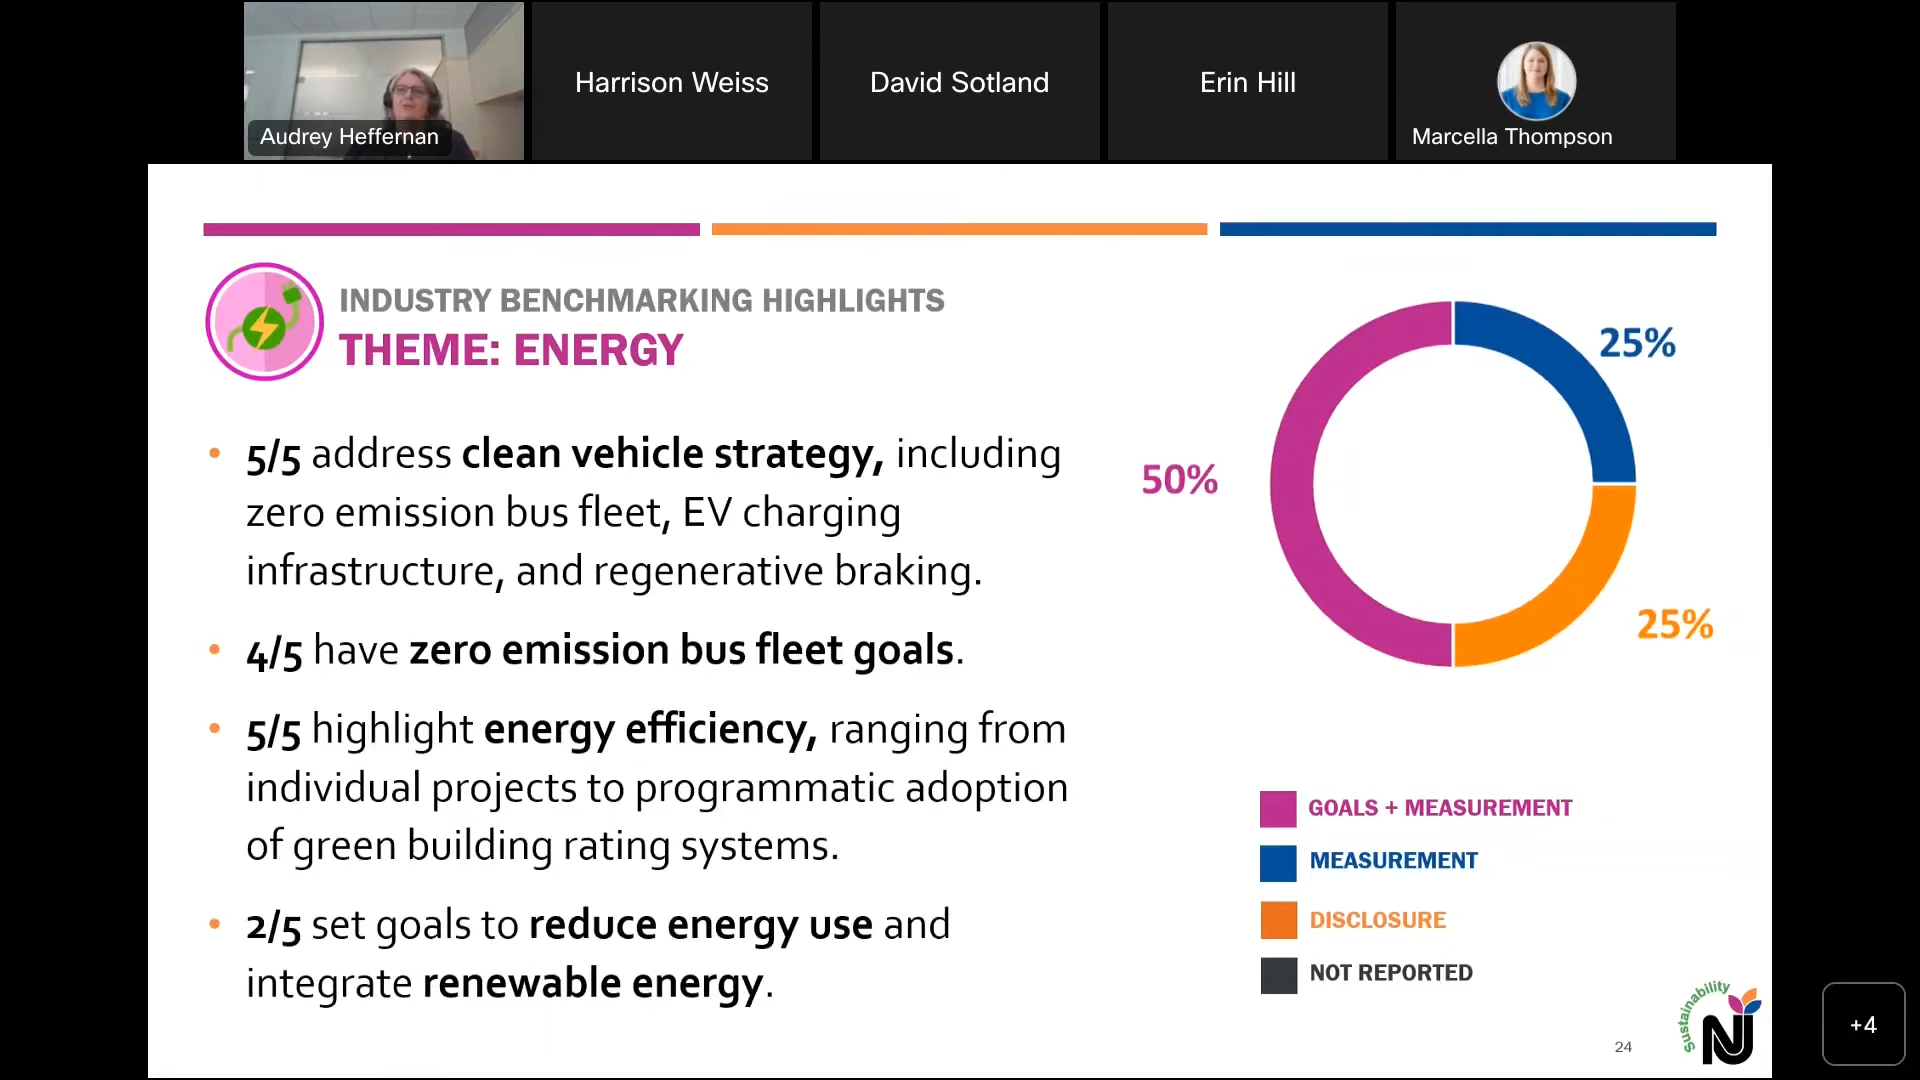 Audrey Heffernan
Harrison Weiss
David Sotland
Erin Hill
Marcella Thompson
INDUSTRY BENCHMARKING HIGHLIGHTS
THEME: ENERGY
• 5/5 address clean vehicle strategy, including
zero emission bus fleet, EV charging
infrastructure, and regenerative braking.
• 4/5 have zero emission bus fleet goals.
• 5/5 highlight energy efficiency, ranging from
individual projects to programmatic adoption
of green building rating systems.
• 2/5 set goals to reduce energy use and
integrate renewable energy.
25%
50%
25%
GOALS + MEASUREMENT
MEASUREMENT
DISCLOSURE
NOT REPORTED
Sustainability
NJ
24
+4